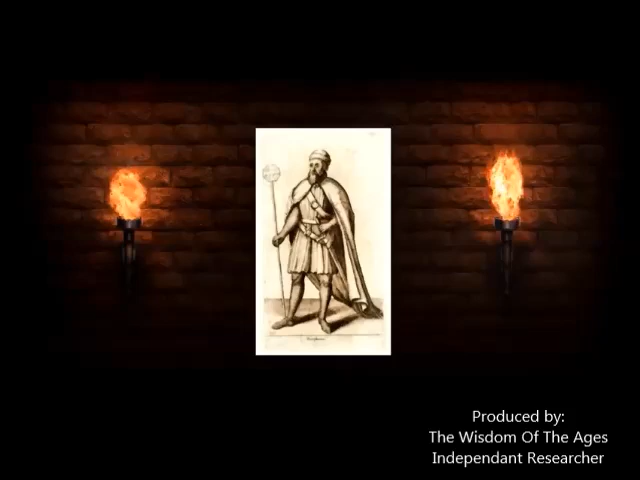 Produced by:
The Wisdom Of The Ages
Independant Researcher